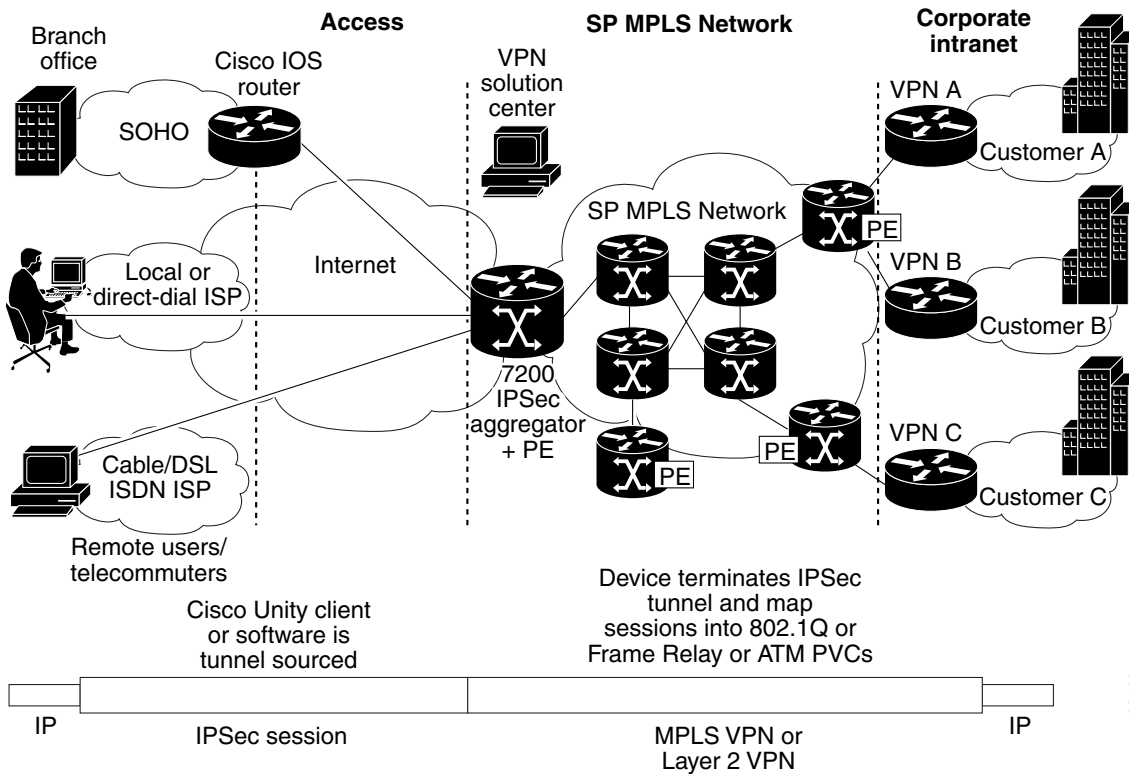 Access
SP MPLS Network
Corporate
intranet
Branch
office
Cisco IOS
router
VPN
solution
center
VPN A
SOHO
Customer A
SP MPLS Network
PE
Internet
Local or
direct-dial ISP
VPN B
Customer B
7200
IPSec
aggregator
+ PE
VPN C
PE
PE
Cable/DSL
ISDN ISP
Customer C
Remote users/
telecommuters
Cisco Unity client
or software is
tunnel sourced
Device terminates IPSec
tunnel and map
sessions into 802.1Q or
Frame Relay or ATM PVCs
IP
IPSec session
MPLS VPN or
Layer 2 VPN
IP